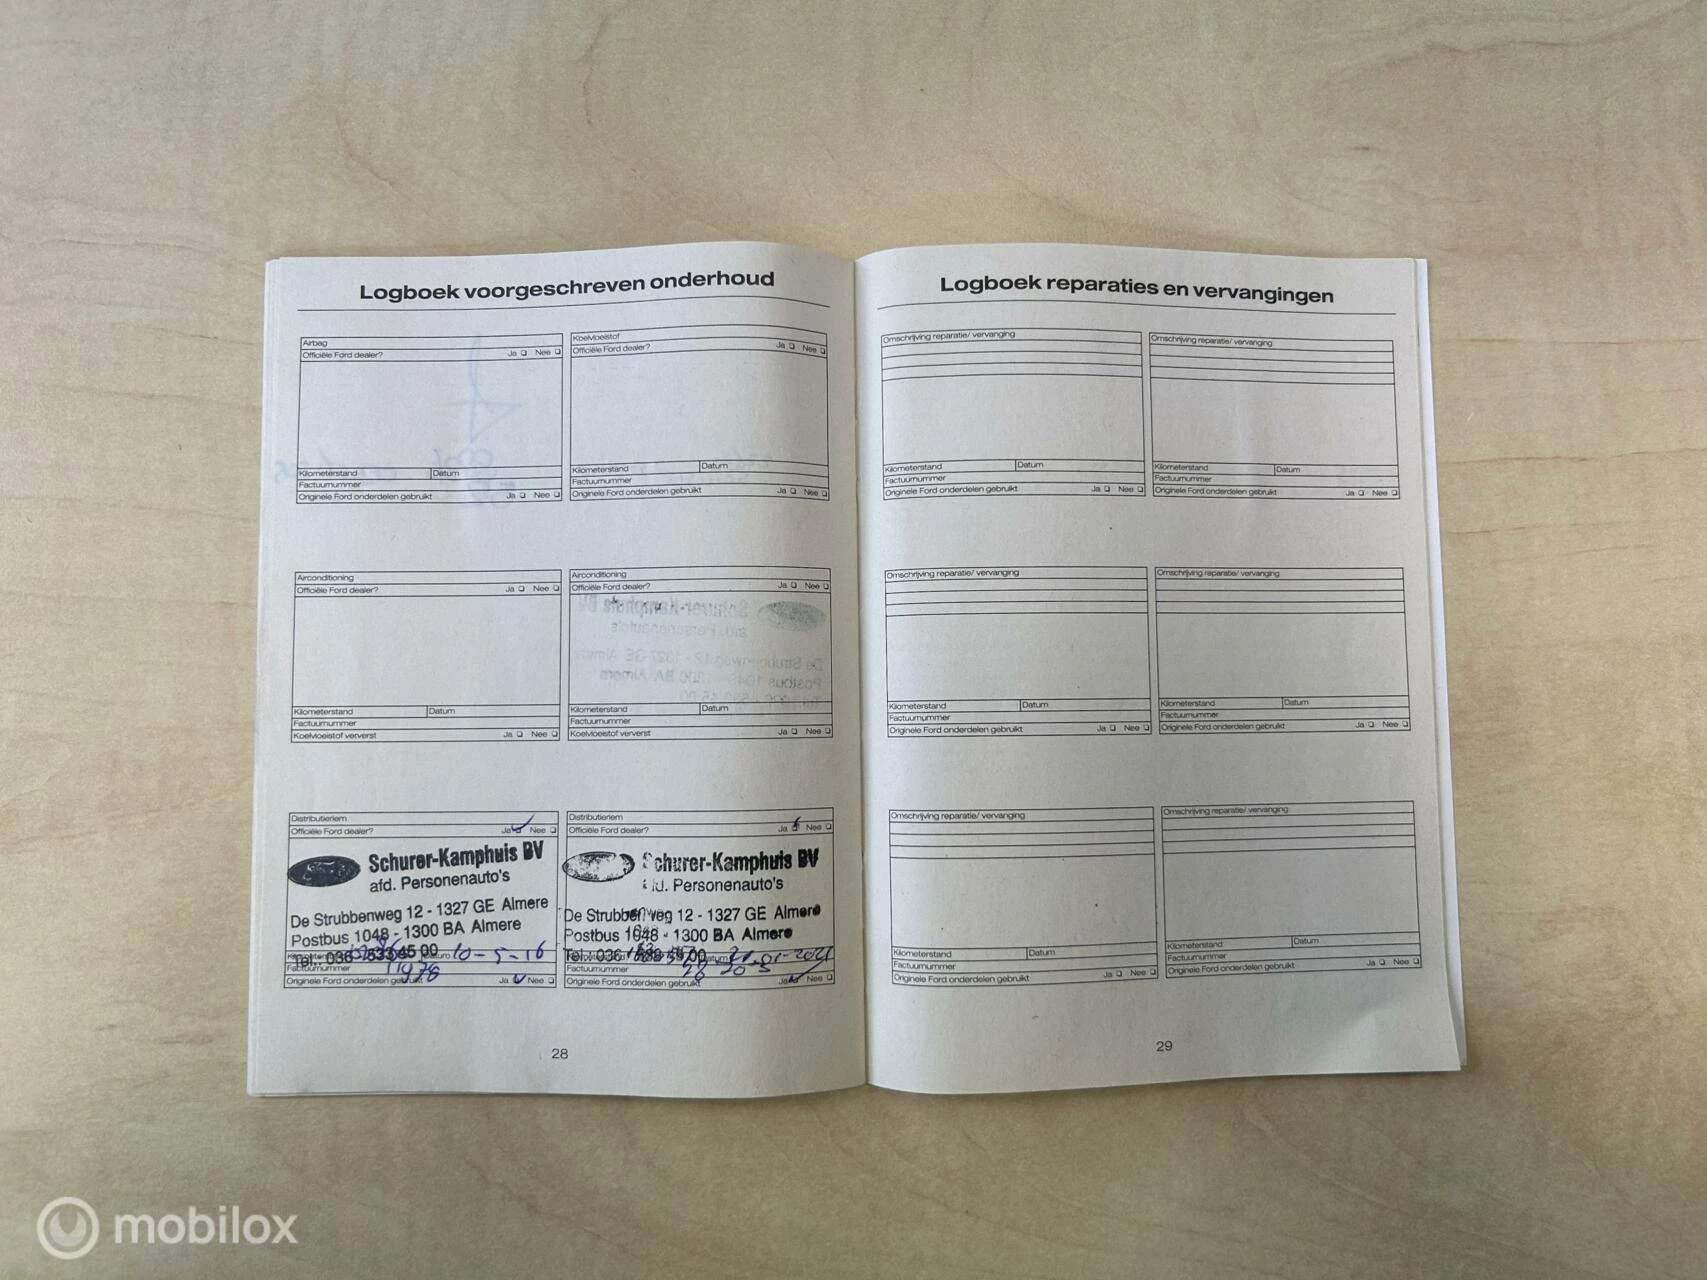 Logboek voorgeschreven onderhoud
Airbag
Officiële Ford dealer? Ja Nee
Kilometerstand Datum
Factuurnummer
Originele Ford onderdelen gebruikt Ja Nee
Koelvloeistof
Officiële Ford dealer? Ja Nee
Kilometerstand Datum
Factuurnummer
Originele Ford onderdelen gebruikt Ja Nee
Airconditioning
Officiële Ford dealer? Ja Nee
Kilometerstand Datum
Factuurnummer
Koelvloeistof ververst Ja Nee
Airconditioning
Officiële Ford dealer? Ja Nee
Kilometerstand Datum
Factuurnummer
Koelvloeistof ververst Ja Nee
Distributieriem
Officiële Ford dealer? Ja Nee
Schurer-Kamphuis BV
afd. Personenauto's
De Strubbenweg 12 - 1327 GE Almere
Postbus 1048 - 1300 BA Almere
Tel.: 036 - 533 45 00
10-5-16
Factuurnummer
Originele Ford onderdelen gebruikt Ja Nee
Distributieriem
Officiële Ford dealer? Ja Nee
Schurer-Kamphuis BV
afd. Personenauto's
De Strubbenweg 12 - 1327 GE Almere
Postbus 1048 - 1300 BA Almere
Tel.: 036
Datum
Factuurnummer
Originele Ford onderdelen gebruikt Ja Nee
28
Logboek reparaties en vervangingen
Omschrijving reparatie/ vervanging
Kilometerstand Datum
Factuurnummer
Originele Ford onderdelen gebruikt Ja Nee
Omschrijving reparatie/ vervanging
Kilometerstand Datum
Factuurnummer
Originele Ford onderdelen gebruikt Ja Nee
Omschrijving reparatie/ vervanging
Kilometerstand Datum
Factuurnummer
Originele Ford onderdelen gebruikt Ja Nee
Omschrijving reparatie/ vervanging
Kilometerstand Datum
Factuurnummer
Originele Ford onderdelen gebruikt Ja Nee
Omschrijving reparatie/ vervanging
Kilometerstand Datum
Factuurnummer
Originele Ford onderdelen gebruikt Ja Nee
Omschrijving reparatie/ vervanging
Kilometerstand Datum
Factuurnummer
Originele Ford onderdelen gebruikt Ja Nee
29
mobilox